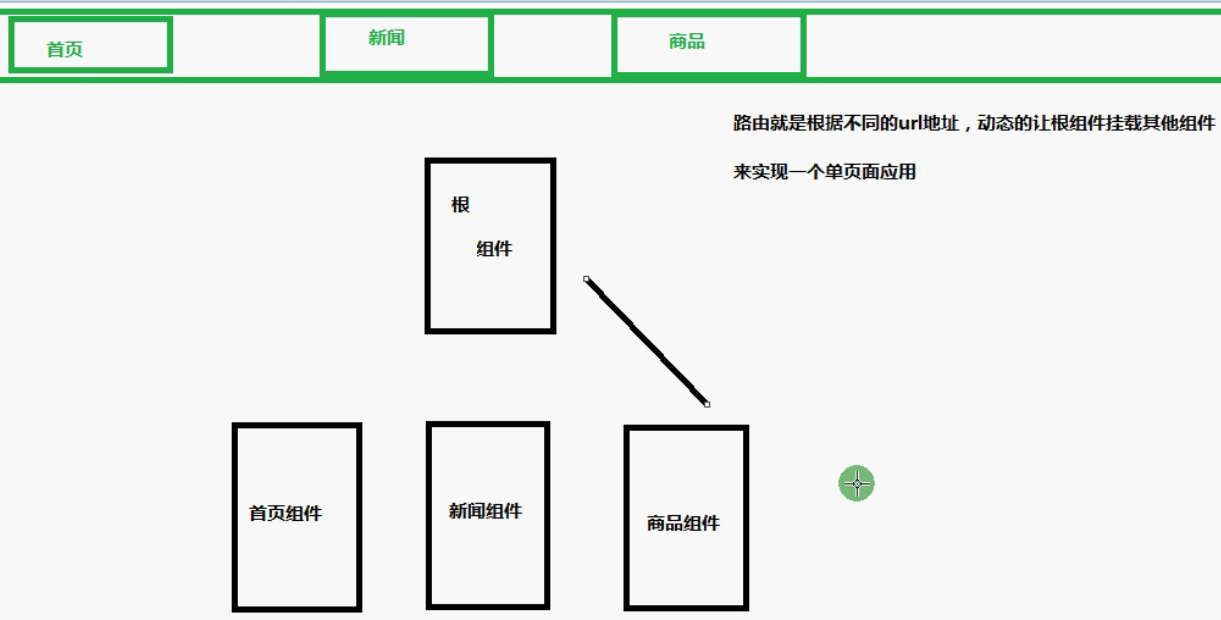 首页
新闻
商品
路由就是根据不同的url地址，动态的让根组件挂载其他组件
来实现一个单页面应用
根
组件
首页组件
新闻组件
商品组件